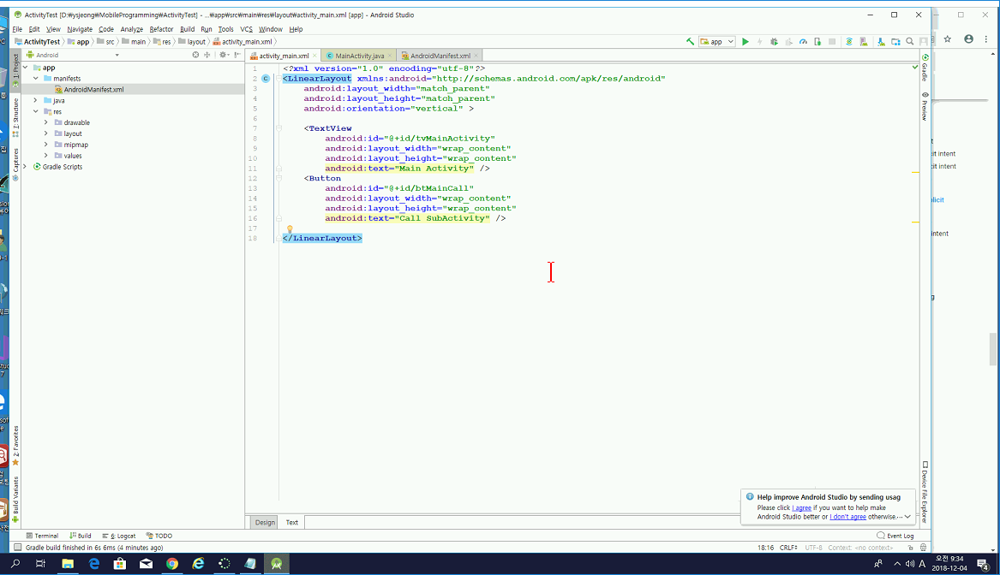 ActivityTest [D:₩ysjeong₩MobileProgramming₩ActivityTest] - ...₩app₩src₩main₩res₩layout₩activity_main.xml [app] - Android Studio
File Edit View Navigate Code Analyze Refactor Build Run Tools VCS Window Help
ActivityTest app src main res layout activity_main.xml app
Android activity_main.xml MainActivity.java AndroidManifest.xml
1: Project
7: Structure
Captures
2: Favorites
Build Variants
app
manifests
AndroidManifest.xml
java
res
drawable
layout
mipmap
values
Gradle Scripts
1 <?xml version="1.0" encoding="utf-8"?>
2 <LinearLayout xmlns:android="http://schemas.android.com/apk/res/android"
3 android:layout_width="match_parent"
4 android:layout_height="match_parent"
5 android:orientation="vertical" >
6
7 <TextView
8 android:id="@+id/tvMainActivity"
9 android:layout_width="wrap_content"
10 android:layout_height="wrap_content"
11 android:text="Main Activity" />
12 <Button
13 android:id="@+id/btMainCall"
14 android:layout_width="wrap_content"
15 android:layout_height="wrap_content"
16 android:text="Call SubActivity" />
17
18 </LinearLayout>
Gradle
Preview
Device File Explorer
cit intent
cit intent
plicit
intent
Help improve Android Studio by sending usag
Please click I agree if you want to help make
Android Studio better or I don't agree otherwise....
Design Text
Terminal Build 6: Logcat TODO Event Log
Gradle build finished in 6s 6ms (4 minutes ago) 18:16 CRLF÷ UTF-8 Context: <no context>
오전 9:34
A 2018-12-04 4